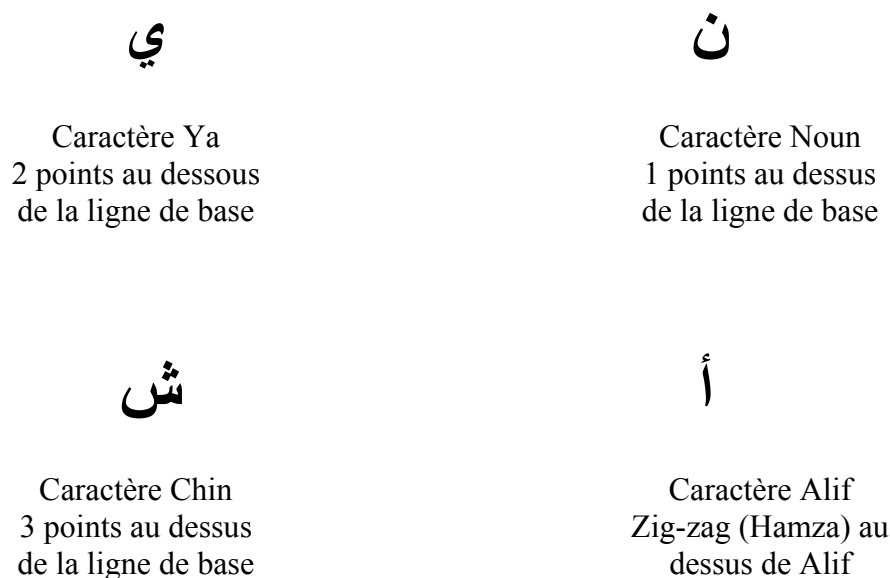 ي
Caractère Ya
2 points au dessous
de la ligne de base
ن
Caractère Noun
1 points au dessus
de la ligne de base
ش
Caractère Chin
3 points au dessus
de la ligne de base
أ
Caractère Alif
Zig-zag (Hamza) au
dessus de Alif